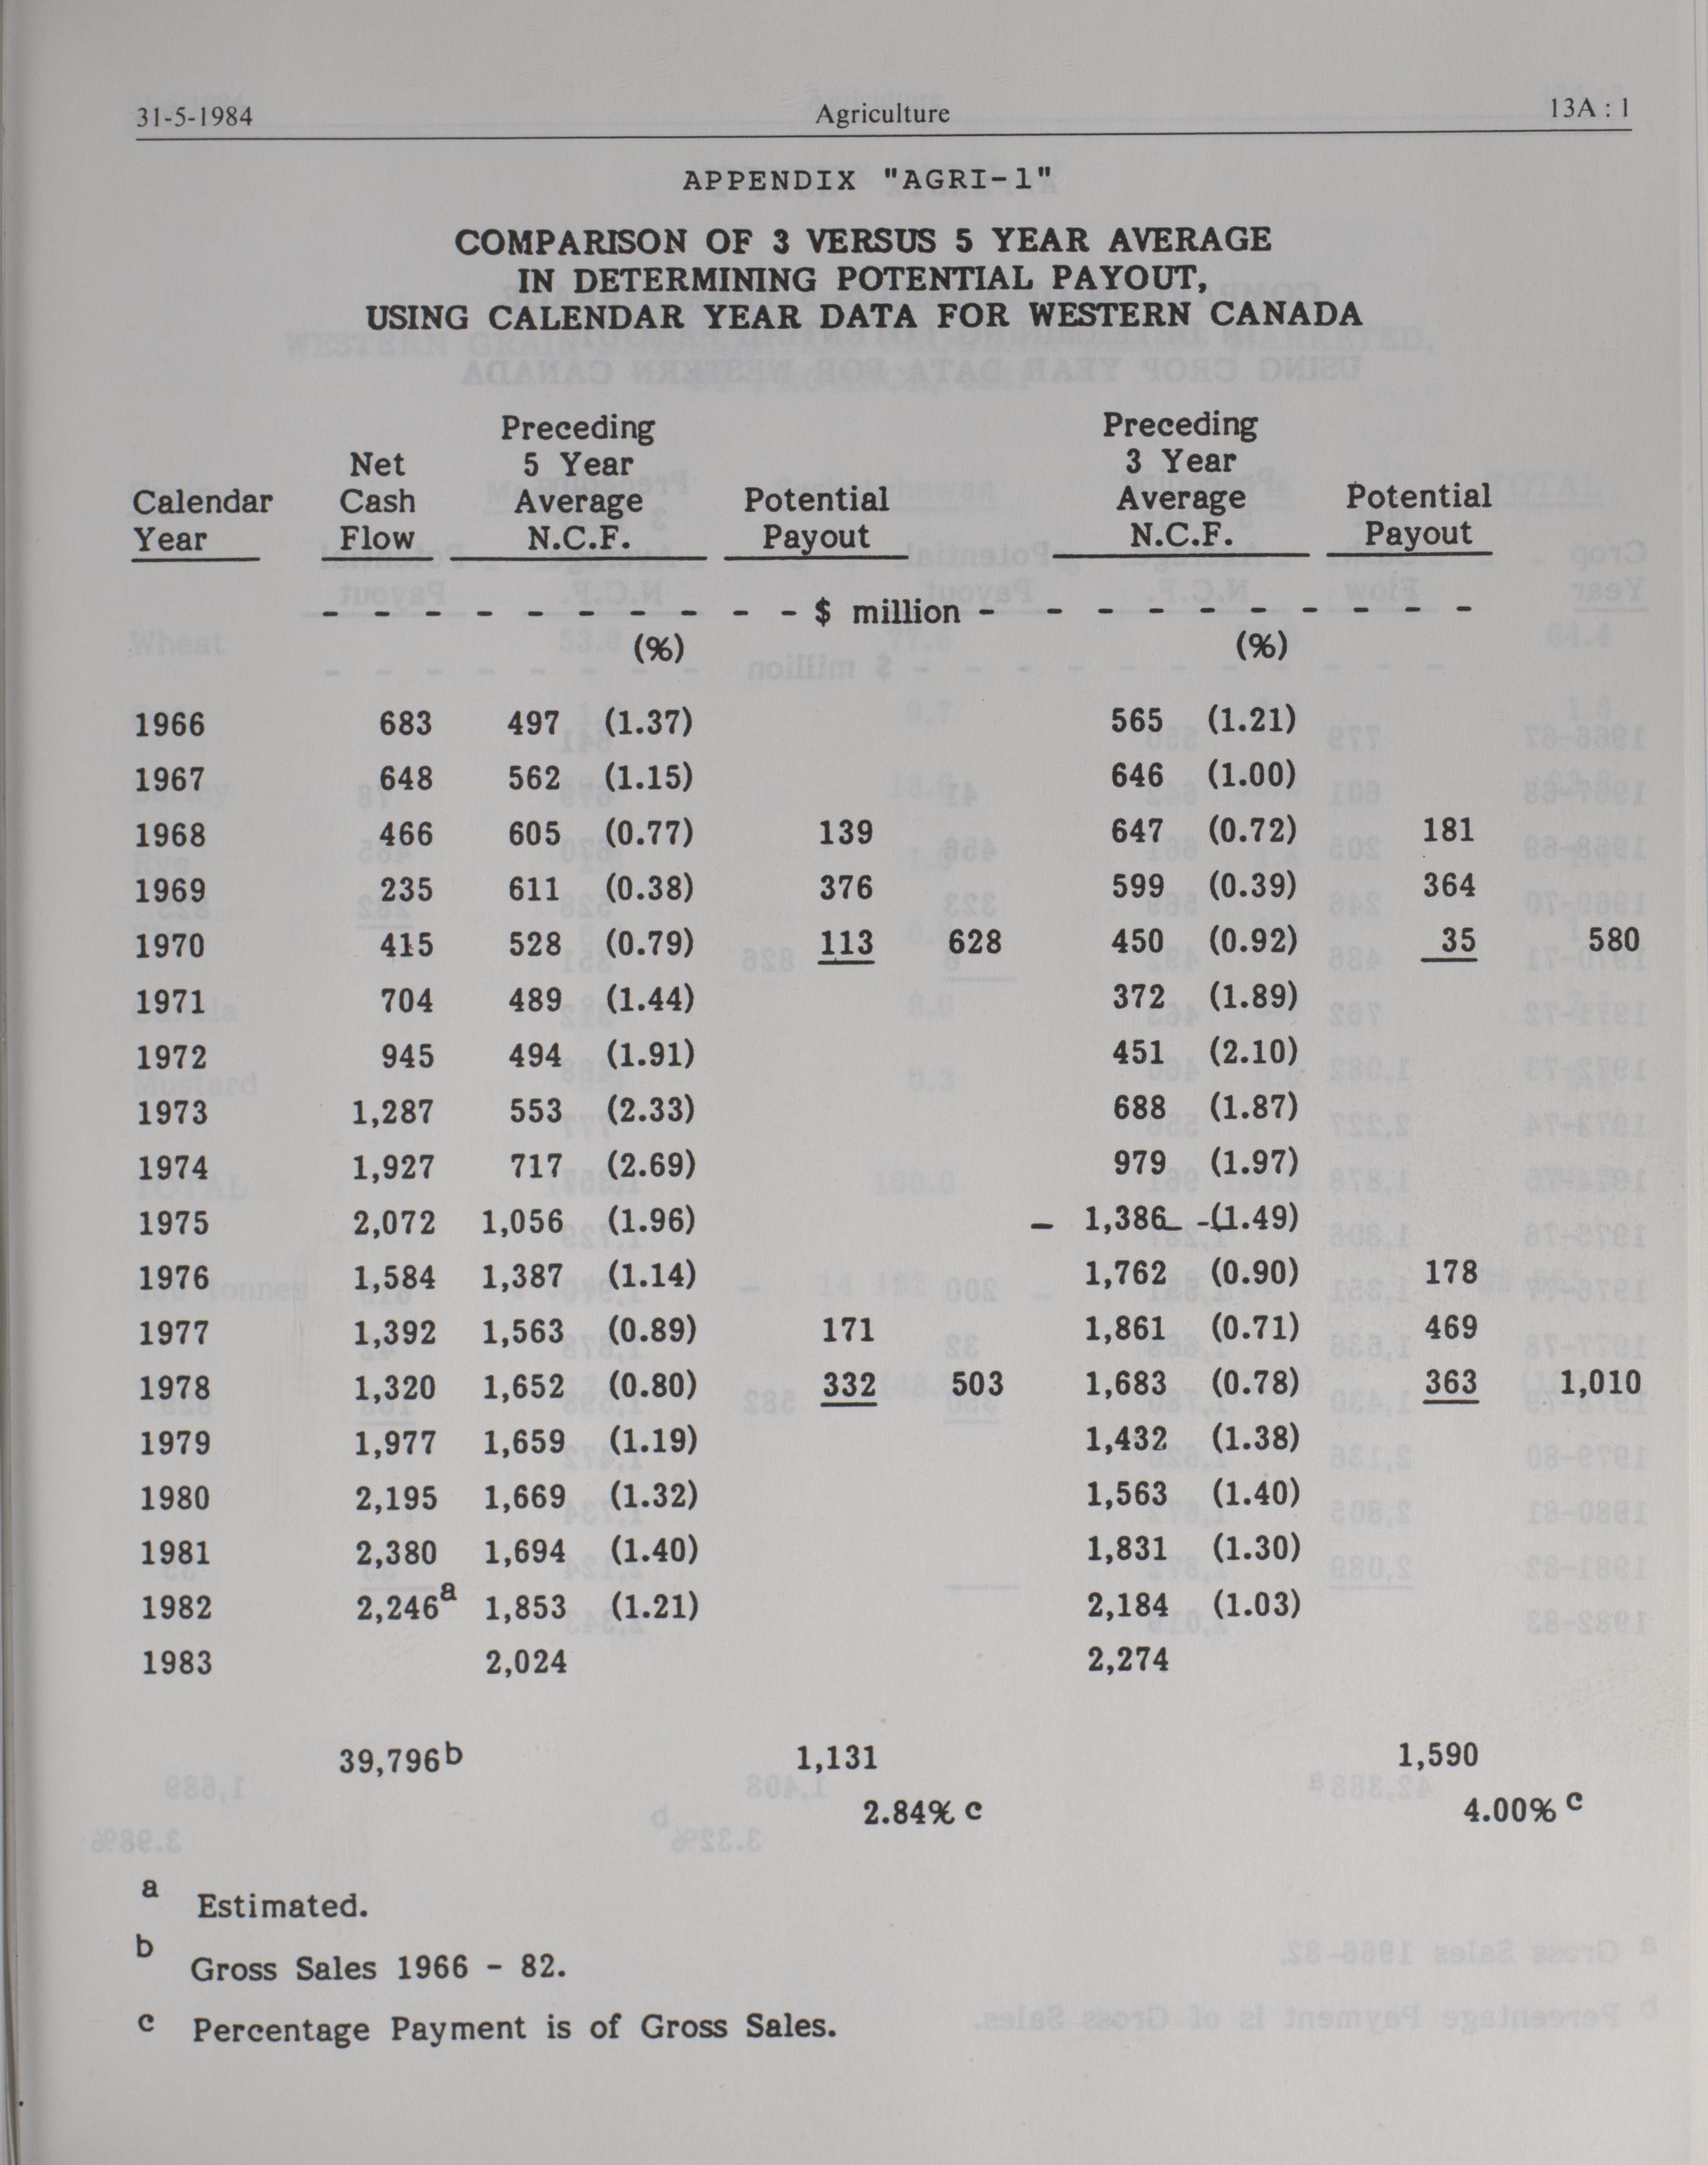 31-5-1984 Agriculture 13A : 1
APPENDIX "AGRI-1"
COMPARISON OF 3 VERSUS 5 YEAR AVERAGE
IN DETERMINING POTENTIAL PAYOUT,
USING CALENDAR YEAR DATA FOR WESTERN CANADA
Preceding Preceding
Net 5 Year 3 Year
Calendar Cash Average Potential Average Potential
Year Flow N.C.F. Payout N.C.F. Payout
- - - - - - - - - - $ million - - - - - - - - - -
(%) (%)
1966 683 497 (1.37) 565 (1.21)
1967 648 562 (1.15) 646 (1.00)
1968 466 605 (0.77) 139 647 (0.72) 181
1969 235 611 (0.38) 376 599 (0.39) 364
1970 415 528 (0.79) 113 628 450 (0.92) 35 580
1971 704 489 (1.44) 372 (1.89)
1972 945 494 (1.91) 451 (2.10)
1973 1,287 553 (2.33) 688 (1.87)
1974 1,927 717 (2.69) 979 (1.97)
1975 2,072 1,056 (1.96) - 1,386 -(1.49)
1976 1,584 1,387 (1.14) 1,762 (0.90) 178
1977 1,392 1,563 (0.89) 171 1,861 (0.71) 469
1978 1,320 1,652 (0.80) 332 503 1,683 (0.78) 363 1,010
1979 1,977 1,659 (1.19) 1,432 (1.38)
1980 2,195 1,669 (1.32) 1,563 (1.40)
1981 2,380 1,694 (1.40) 1,831 (1.30)
1982 2,246a 1,853 (1.21) 2,184 (1.03)
1983 2,024 2,274
39,796b 1,131 1,590
2.84% c 4.00% c
a Estimated.
b Gross Sales 1966 - 82.
c Percentage Payment is of Gross Sales.